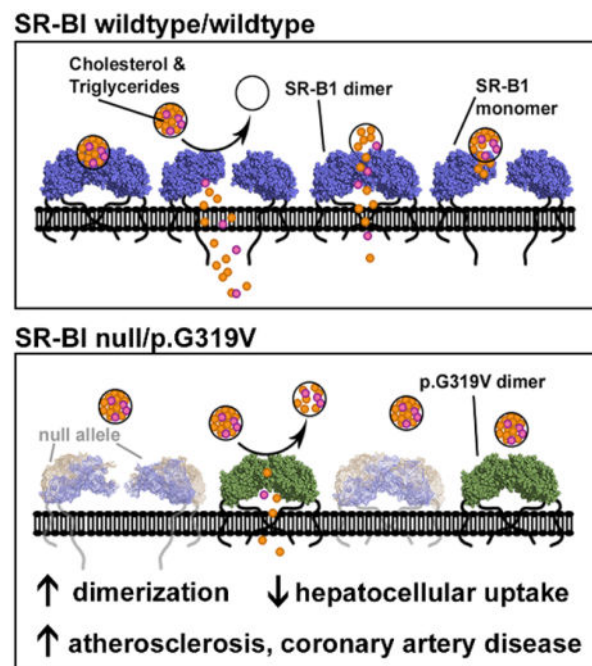 SR-BI wildtype/wildtype
Cholesterol &
Triglycerides
SR-B1 dimer
SR-B1
monomer
SR-BI null/p.G319V
p.G319V dimer
null allele
↑ dimerization ↓ hepatocellular uptake
↑ atherosclerosis, coronary artery disease